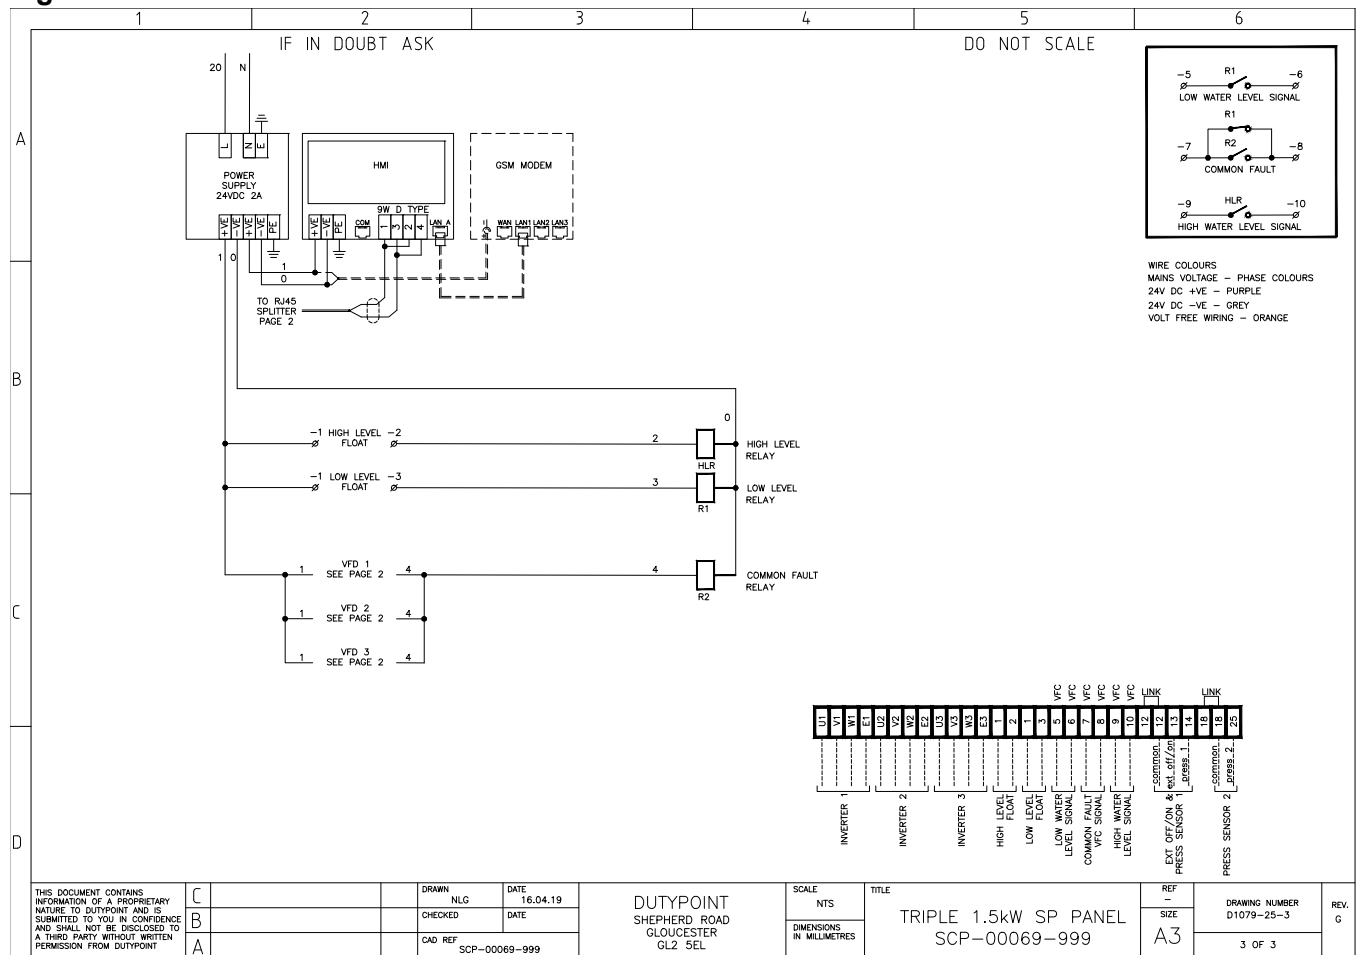 1 2 3 4 5 6
IF IN DOUBT ASK
DO NOT SCALE
A
B
C
D
20 N
L N E
POWER
SUPPLY
24VDC 2A
+VE -VE +VE -VE PE
HMI
9W D TYPE
+VE -VE PE
COM
1 3 2 4
LAN A
GSM MODEM
WAN LAN1 LAN2 LAN3
1 0
1
0
TO RJ45
SPLITTER
PAGE 2
R1
-5 -6
LOW WATER LEVEL SIGNAL
R1
R2
-7 -8
COMMON FAULT
HLR
-9 -10
HIGH WATER LEVEL SIGNAL
WIRE COLOURS
MAINS VOLTAGE – PHASE COLOURS
24V DC +VE – PURPLE
24V DC -VE – GREY
VOLT FREE WIRING – ORANGE
0
-1 HIGH LEVEL -2
FLOAT
2
HLR
HIGH LEVEL
RELAY
-1 LOW LEVEL -3
FLOAT
3
R1
LOW LEVEL
RELAY
1 VFD 1 4
SEE PAGE 2
4
R2
COMMON FAULT
RELAY
1 VFD 2 4
SEE PAGE 2
1 VFD 3 4
SEE PAGE 2
VFC VFC VFC VFC VFC VFC LINK LINK
U1 V1 W1 E1 U2 V2 W2 E2 U3 V3 W3 E3 1 2 1 3 5 6 7 8 9 10 12 12 13 14 18 18 25
common
ext off/on
press 1
common
press 2
INVERTER 1
INVERTER 2
INVERTER 3
HIGH LEVEL
FLOAT
LOW LEVEL
FLOAT
LOW WATER
LEVEL SIGNAL
COMMON FAULT
VFC SIGNAL
HIGH WATER
LEVEL SIGNAL
EXT OFF/ON &
PRESS SENSOR 1
PRESS SENSOR 2
THIS DOCUMENT CONTAINS
INFORMATION OF A PROPRIETARY
NATURE TO DUTYPOINT AND IS
SUBMITTED TO YOU IN CONFIDENCE
AND SHALL NOT BE DISCLOSED TO
A THIRD PARTY WITHOUT WRITTEN
PERMISSION FROM DUTYPOINT
C
B
A
DRAWN
NLG
DATE
16.04.19
CHECKED
DATE
CAD REF
SCP-00069-999
DUTYPOINT
SHEPHERD ROAD
GLOUCESTER
GL2 5EL
SCALE
NTS
DIMENSIONS
IN MILLIMETRES
TITLE
TRIPLE 1.5kW SP PANEL
SCP-00069-999
REF
-
SIZE
A3
DRAWING NUMBER
D1079-25-3
3 OF 3
REV.
G